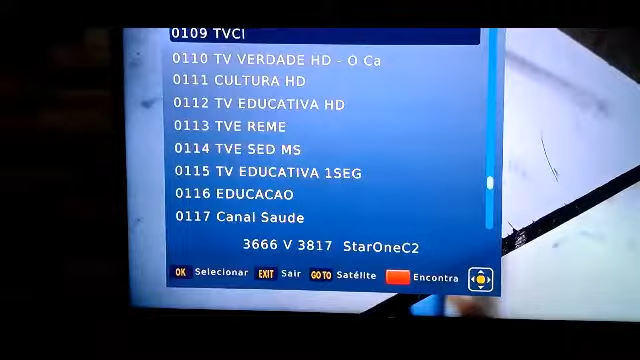 0109 TVCI
0110 TV VERDADE HD - O Ca
0111 CULTURA HD
0112 TV EDUCATIVA HD
0113 TVE REME
0114 TVE SED MS
0115 TV EDUCATIVA 1SEG
0116 EDUCACAO
0117 Canal Saude
3666 V 3817 StarOneC2
OK Selecionar EXIT Sair GO TO Satélite Encontra